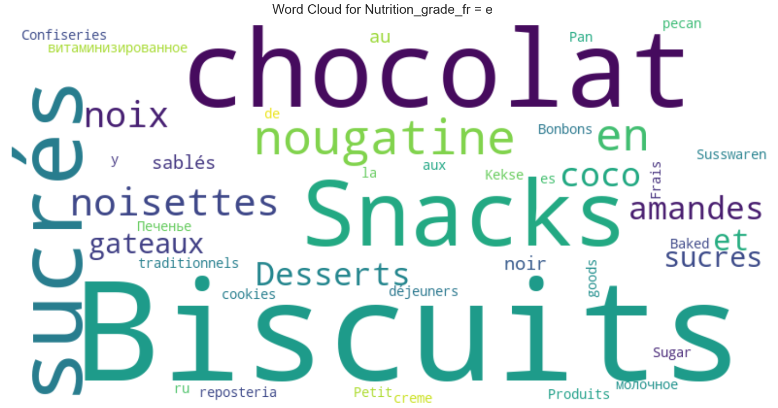 Word Cloud for Nutrition_grade_fr = e
Confiseries
витаминизированное
au
Pan
pecan
chocolat
sucrés
noix
de
nougatine
Bonbons
en
Susswaren
y
sablés
la
aux
Kekse
es
coco
Frais
noisettes
Snacks
amandes
Печенье
gateaux
Baked
et
sucres
traditionnels
Desserts
noir
goods
cookies
déjeuners
Biscuits
Sugar
ru
reposteria
Petit
creme
Produits
молочное